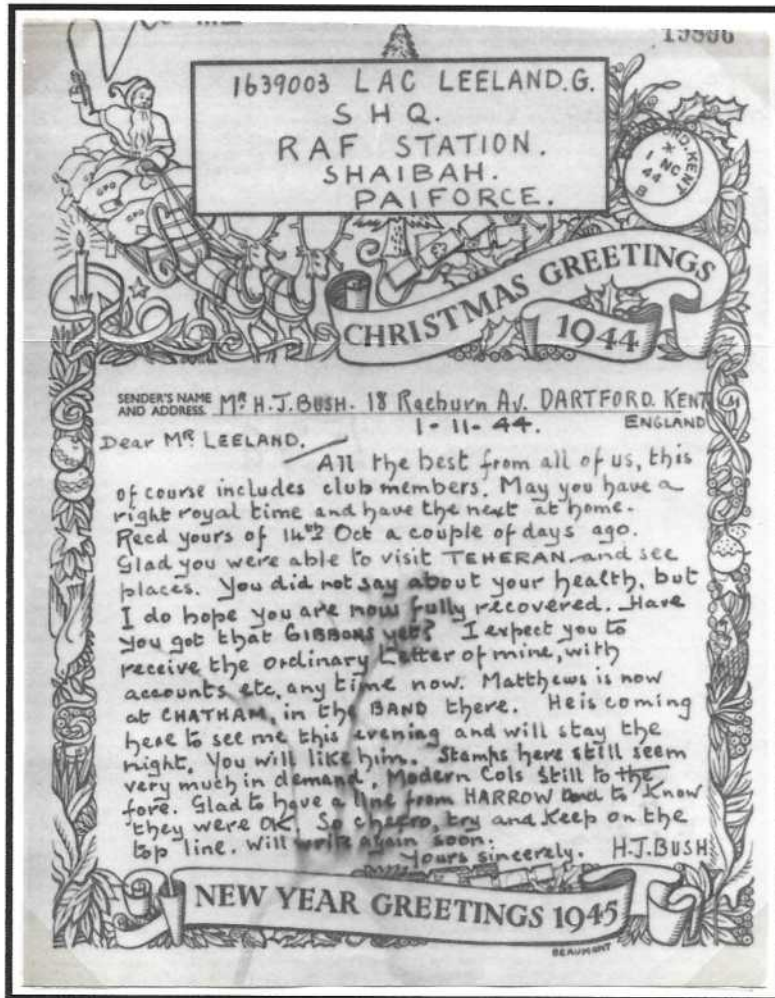 19896
1639003 LAC LEELAND.G.
S H Q.
RAF STATION.
SHAIBAH.
PAIFORCE.
GPO
GPO
GPO
KENT
1 NO
44
B
CHRISTMAS GREETINGS
1944
SENDER'S NAME
AND ADDRESS. Mr H.J.BUSH. 18 Raeburn Av. DARTFORD. KENT
1-11-44. ENGLAND
Dear Mr LEELAND.
All the best from all of us, this
of course includes club members. May you have a
right royal time and have the next at home.
Recd yours of 14th Oct a couple of days ago.
Glad you were able to visit TEHERAN and see
places. You did not say about your health, but
I do hope you are now fully recovered. Have
you got that GIBBONS yet? I expect you to
receive the ordinary Letter of mine, with
accounts etc, any time now. Matthews is now
at CHATHAM, in the BAND there. He is coming
here to see me this evening and will stay the
night. You will like him. Stamps here still seem
very much in demand. Modern Cols still to the
fore. Glad to have a line from HARROW and to know
they were OK. So cheero, try and keep on the
top line. Will write again soon.
Yours sincerely. H.J.BUSH
NEW YEAR GREETINGS 1945
BEAUMONT